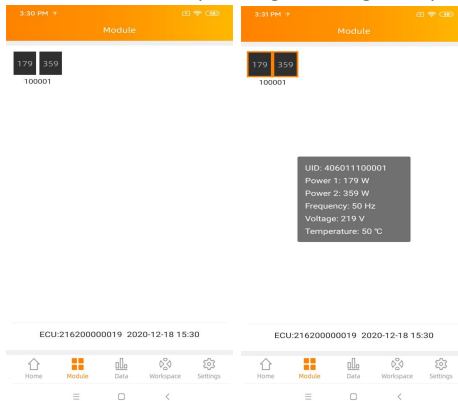 3:30 PM
Module
179 359
100001
ECU:216200000019 2020-12-18 15:30
Home Module Data Workspace Settings
3:31 PM
Module
179 359
100001
UID: 406011100001
Power 1: 179 W
Power 2: 359 W
Frequency: 50 Hz
Voltage: 219 V
Temperature: 50 ℃
ECU:216200000019 2020-12-18 15:30
Home Module Data Workspace Settings